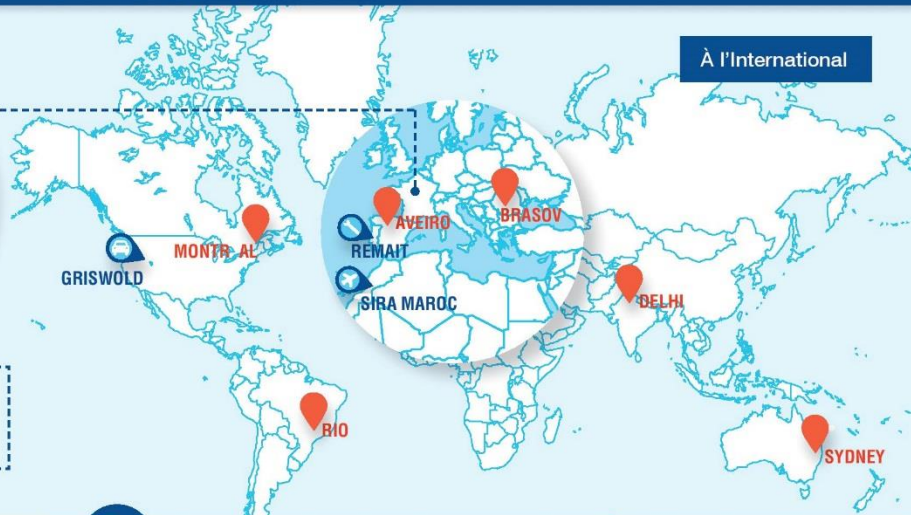 À l'International
AVEIRO
BRASOV
MONTR AL
REMAIT
GRISWOLD
SIRA MAROC
DELHI
RIO
SYDNEY